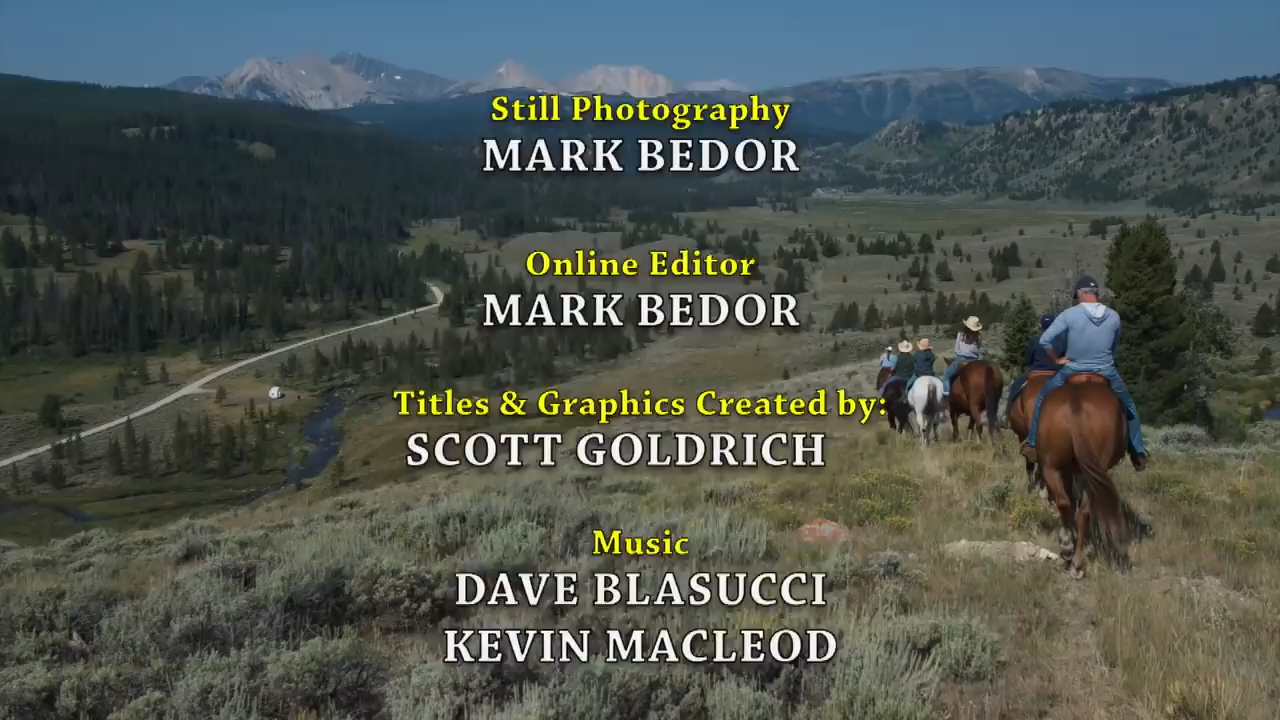 Still Photography
MARK BEDOR
Online Editor
MARK BEDOR
Titles & Graphics Created by:
SCOTT GOLDRICH
Music
DAVE BLASUCCI
KEVIN MACLEOD